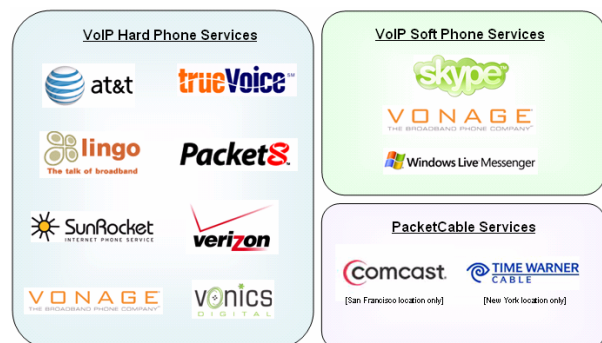 VoIP Hard Phone Services
at&t
trueVoice SM
lingo
The talk of broadband
Packet8
SunRocket
INTERNET PHONE SERVICE
verizon
VONAGE
THE BROADBAND PHONE COMPANY
vonics
DIGITAL
VoIP Soft Phone Services
skype
VONAGE
THE BROADBAND PHONE COMPANY
Windows Live Messenger
PacketCable Services
Comcast
[San Francisco location only]
TIME WARNER
CABLE
[New York location only]